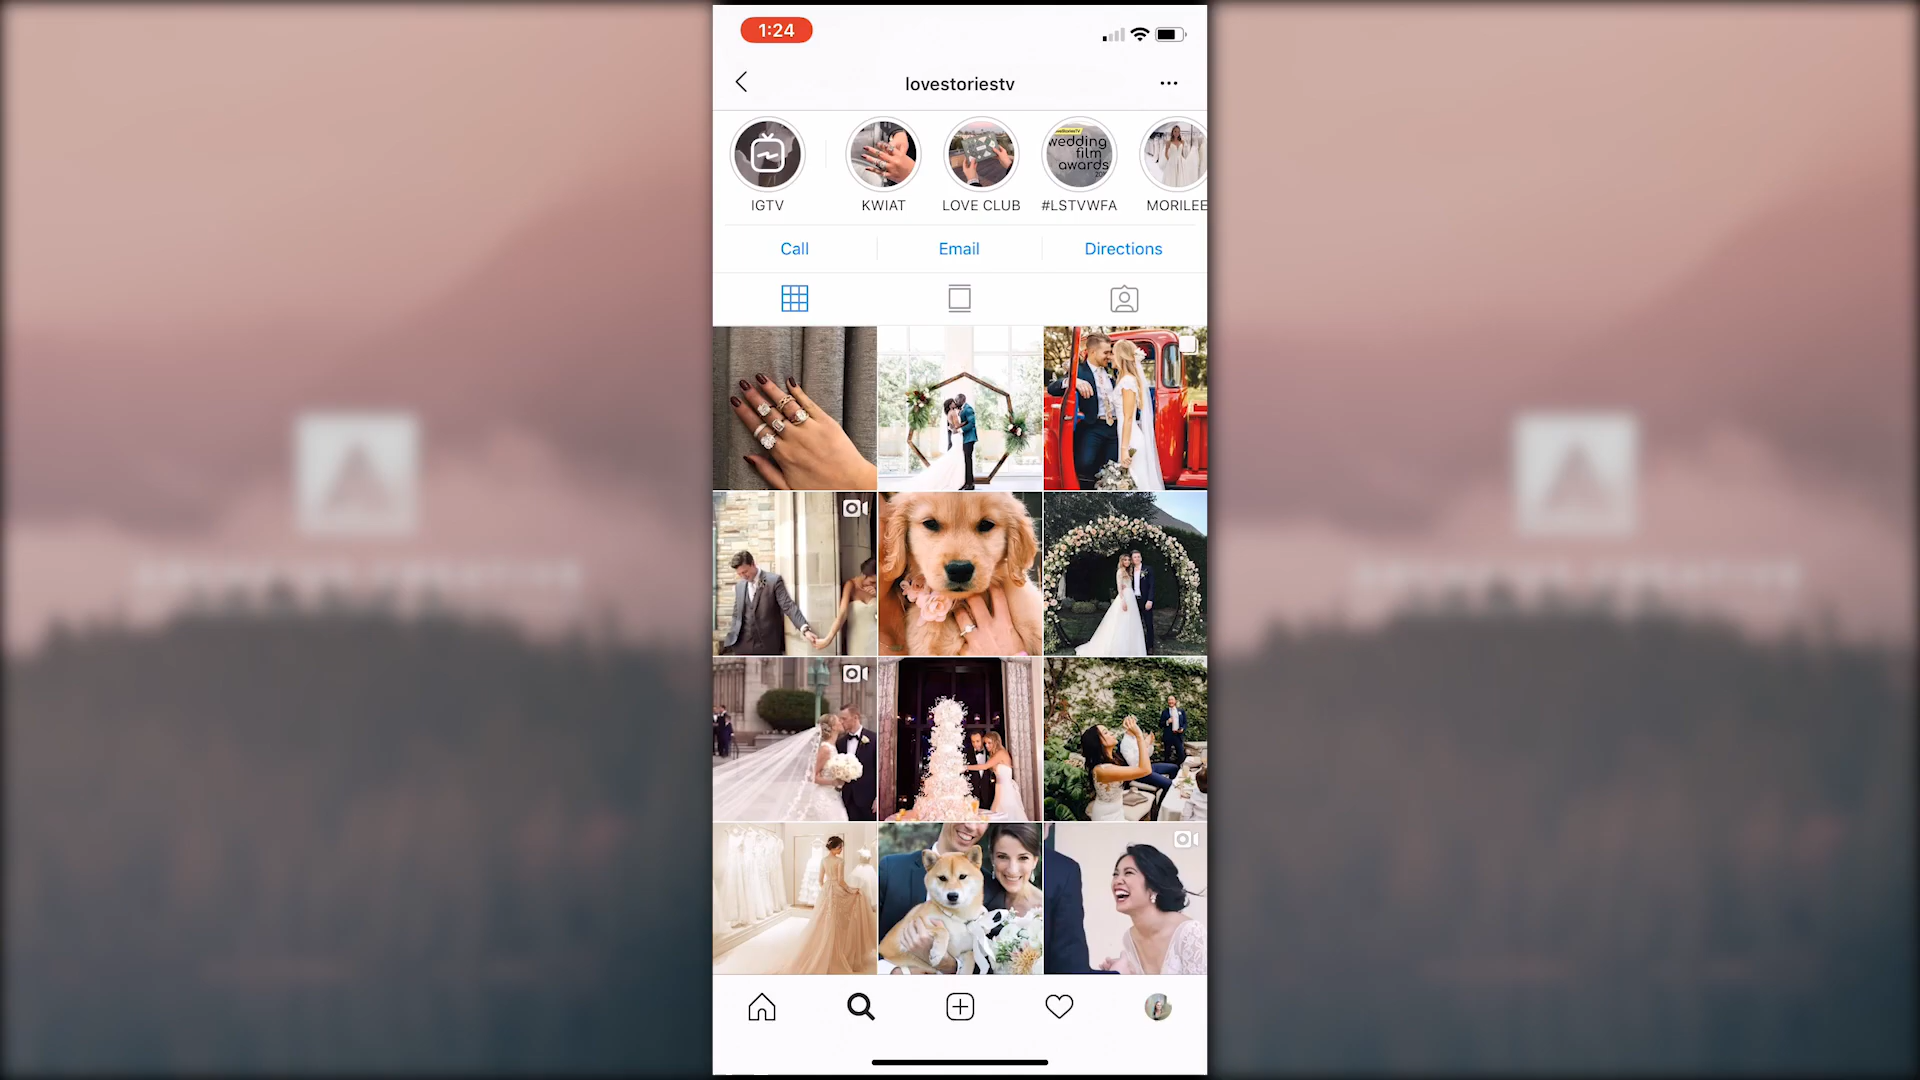 1:24
lovestoriestv
wedding
film
awards
IGTV
KWIAT
LOVE CLUB
#LSTVWFA
MORILEE
Call
Email
Directions